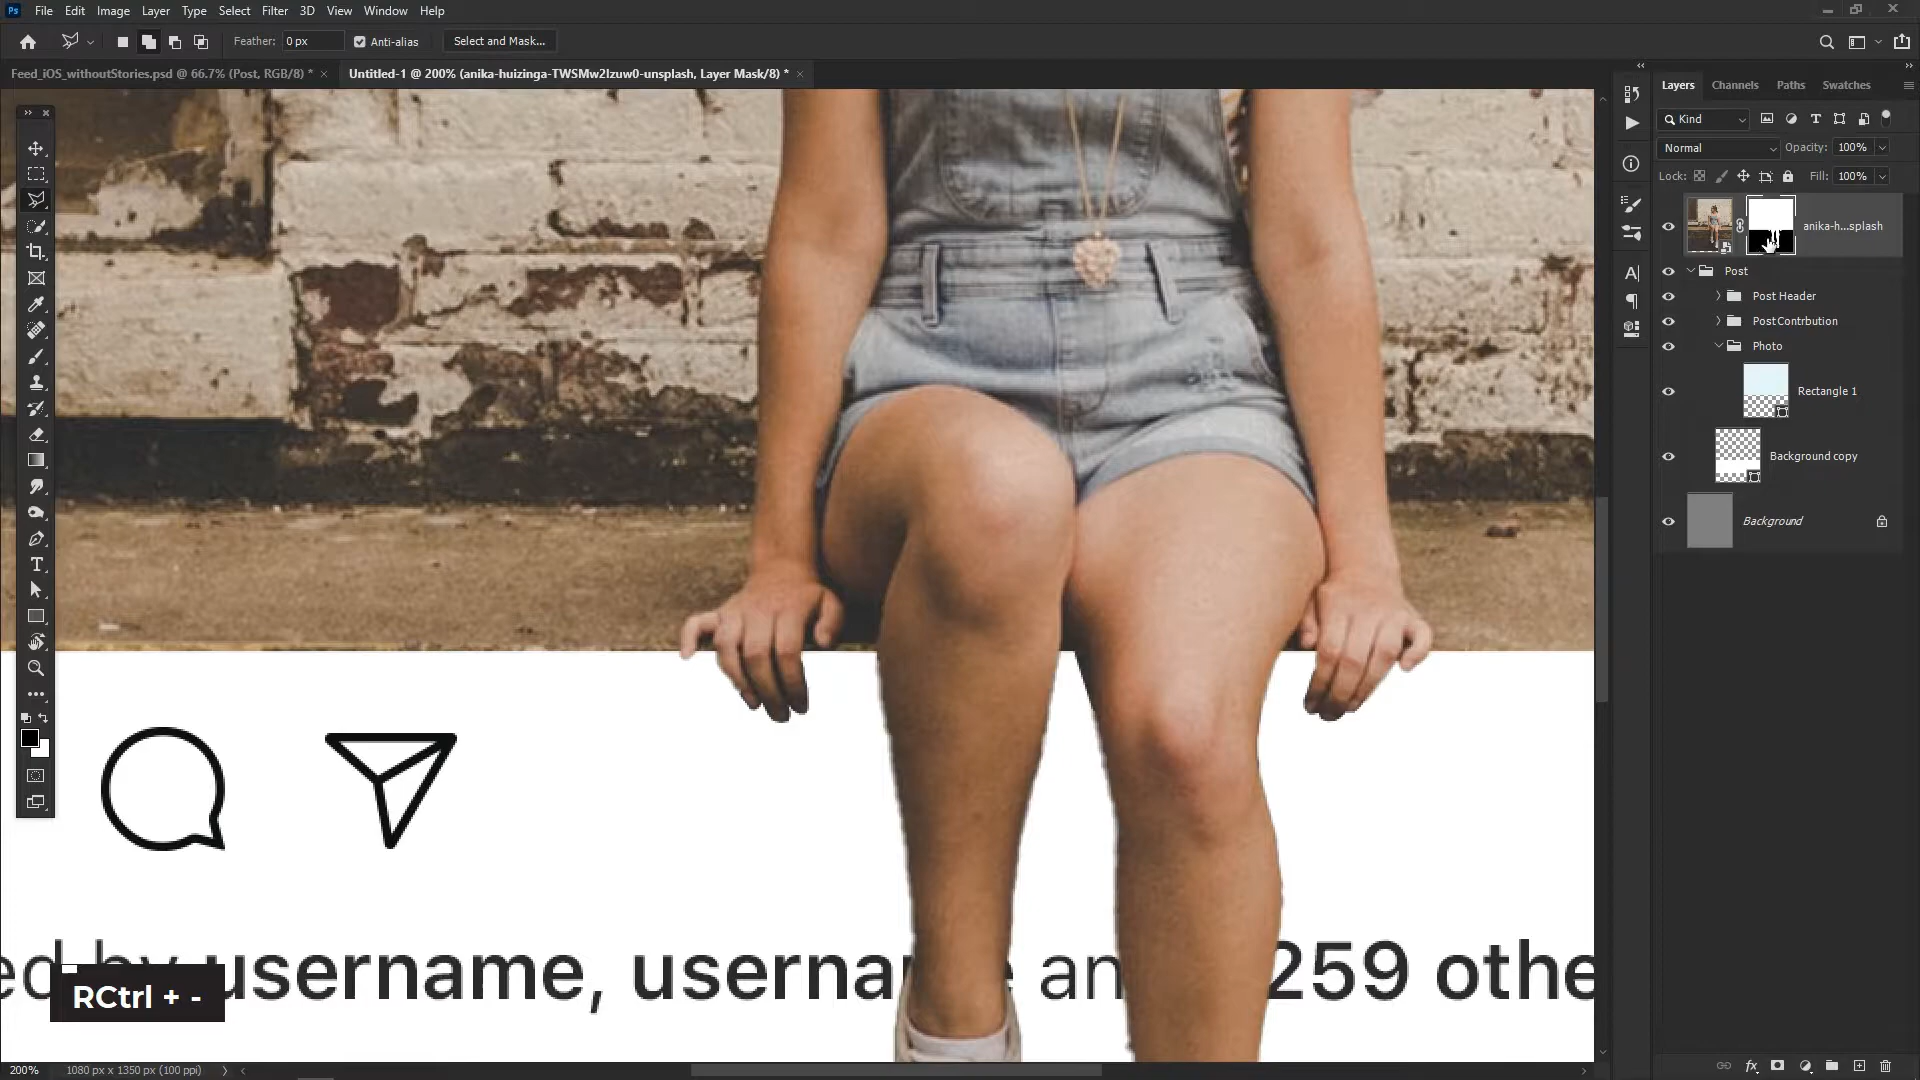 Ps File Edit Image Layer Type Select Filter 3D View Window Help
Feather: 0 px Anti-alias Select and Mask...
Feed_iOS_withoutStories.psd @ 66.7% (Post, RGB/8) * × Untitled-1 @ 200% (anika-huizinga-TWSMw2Izuw0-unsplash, Layer Mask/8) * ×
Layers Channels Paths Swatches
Kind
Normal Opacity: 100%
Lock: Fill: 100%
anika-h...splash
Post
Post Header
PostContrbution
Photo
Rectangle 1
Background copy
Background
ed by username, username and 259 othe
RCtrl + -
200% 1080 px x 1350 px (100 ppi)